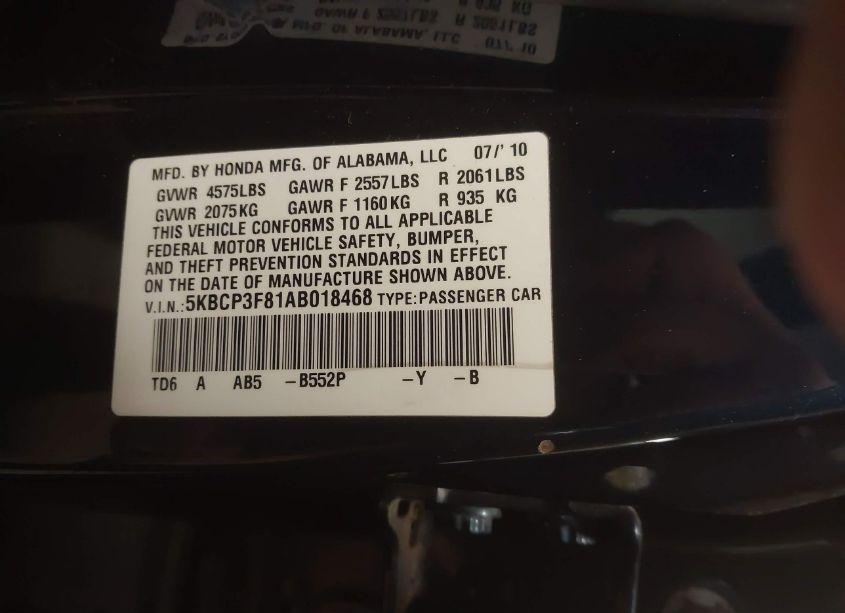 MFD. BY HONDA MFG. OF ALABAMA, LLC 07/' 10
GVWR 4575LBS GAWR F 2557LBS R 2061LBS
GVWR 2075KG GAWR F 1160KG R 935 KG
THIS VEHICLE CONFORMS TO ALL APPLICABLE
FEDERAL MOTOR VEHICLE SAFETY, BUMPER,
AND THEFT PREVENTION STANDARDS IN EFFECT
ON THE DATE OF MANUFACTURE SHOWN ABOVE.
V.I.N.:5KBCP3F81AB018468 TYPE:PASSENGER CAR
TD6 A AB5 -B552P -Y -B